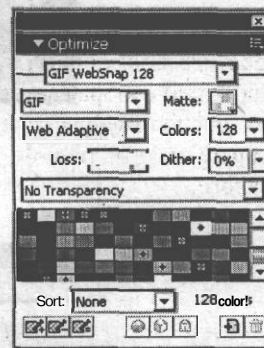 Optimize
GIF WebSnap 128
GIF Matte:
Web Adaptive Colors: 128
Loss: Dither: 0%
No Transparency
Sort: None 128 colors